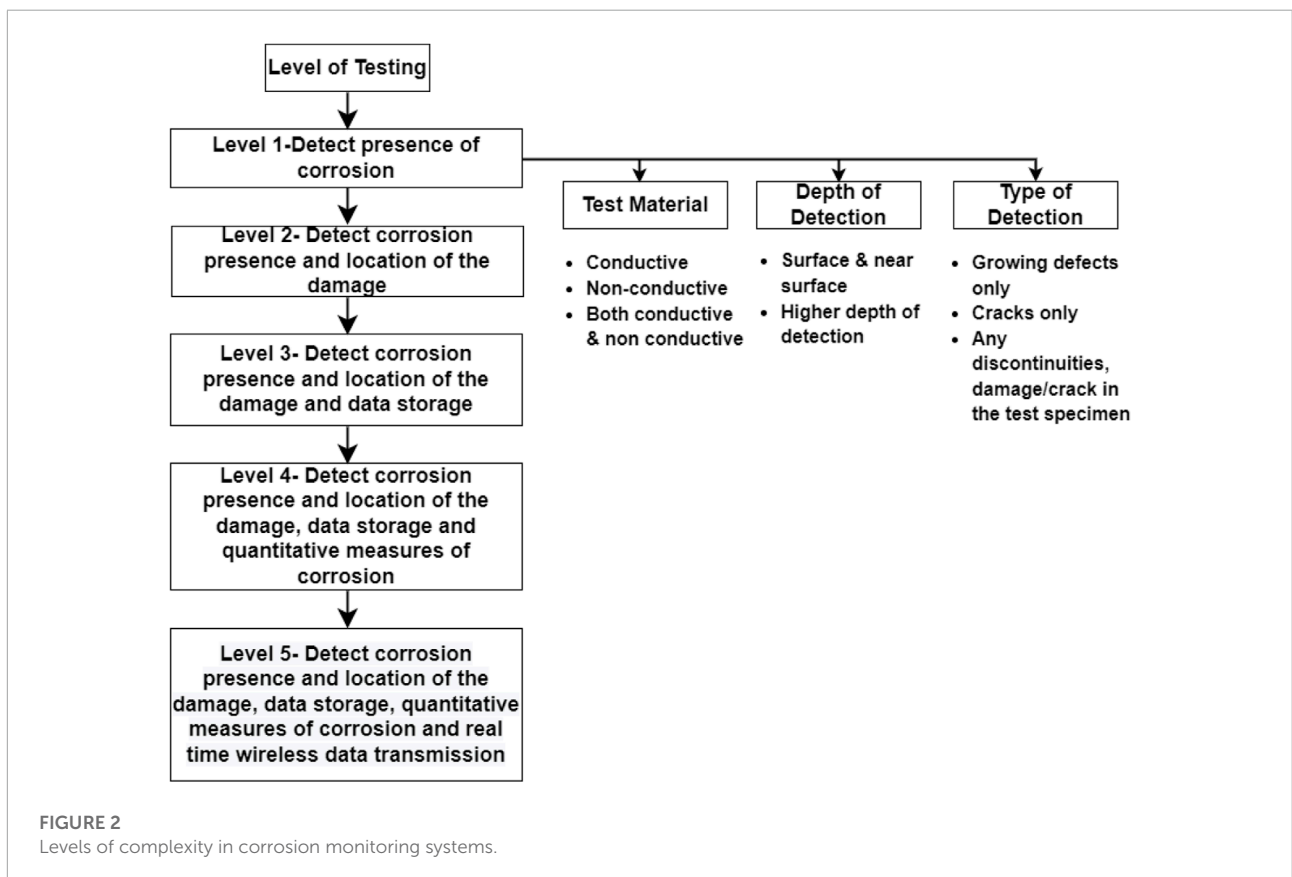 Level of Testing
Level 1-Detect presence of
corrosion
Level 2- Detect corrosion
presence and location of the
damage
Level 3- Detect corrosion
presence and location of the
damage and data storage
Level 4- Detect corrosion
presence and location of the
damage, data storage and
quantitative measures of
corrosion
Level 5- Detect corrosion
presence and location of the
damage, data storage, quantitative
measures of corrosion and real
time wireless data transmission
Test Material
• Conductive
• Non-conductive
• Both conductive
& non conductive
Depth of
Detection
• Surface & near
surface
• Higher depth of
detection
Type of
Detection
• Growing defects
only
• Cracks only
• Any
discontinuities,
damage/crack in
the test specimen
FIGURE 2
Levels of complexity in corrosion monitoring systems.